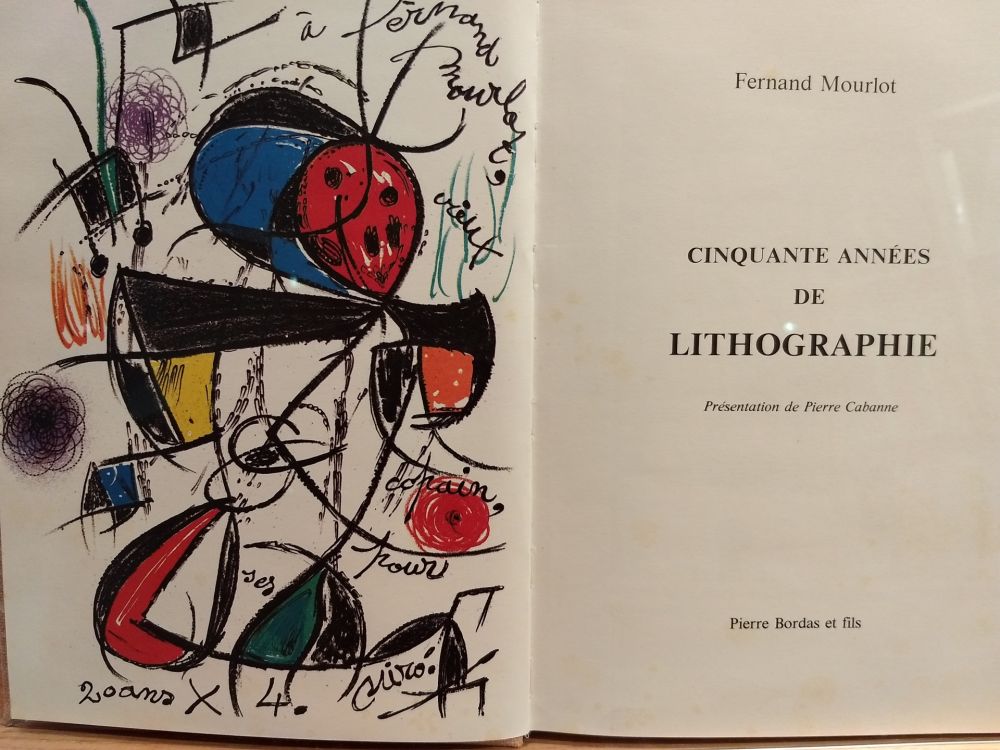 à Fernand
Mourlot,
vieux
copain,
pour
ses
20 ans X 4.
Miró.
Fernand Mourlot
CINQUANTE ANNÉES
DE
LITHOGRAPHIE
Présentation de Pierre Cabanne
Pierre Bordas et fils